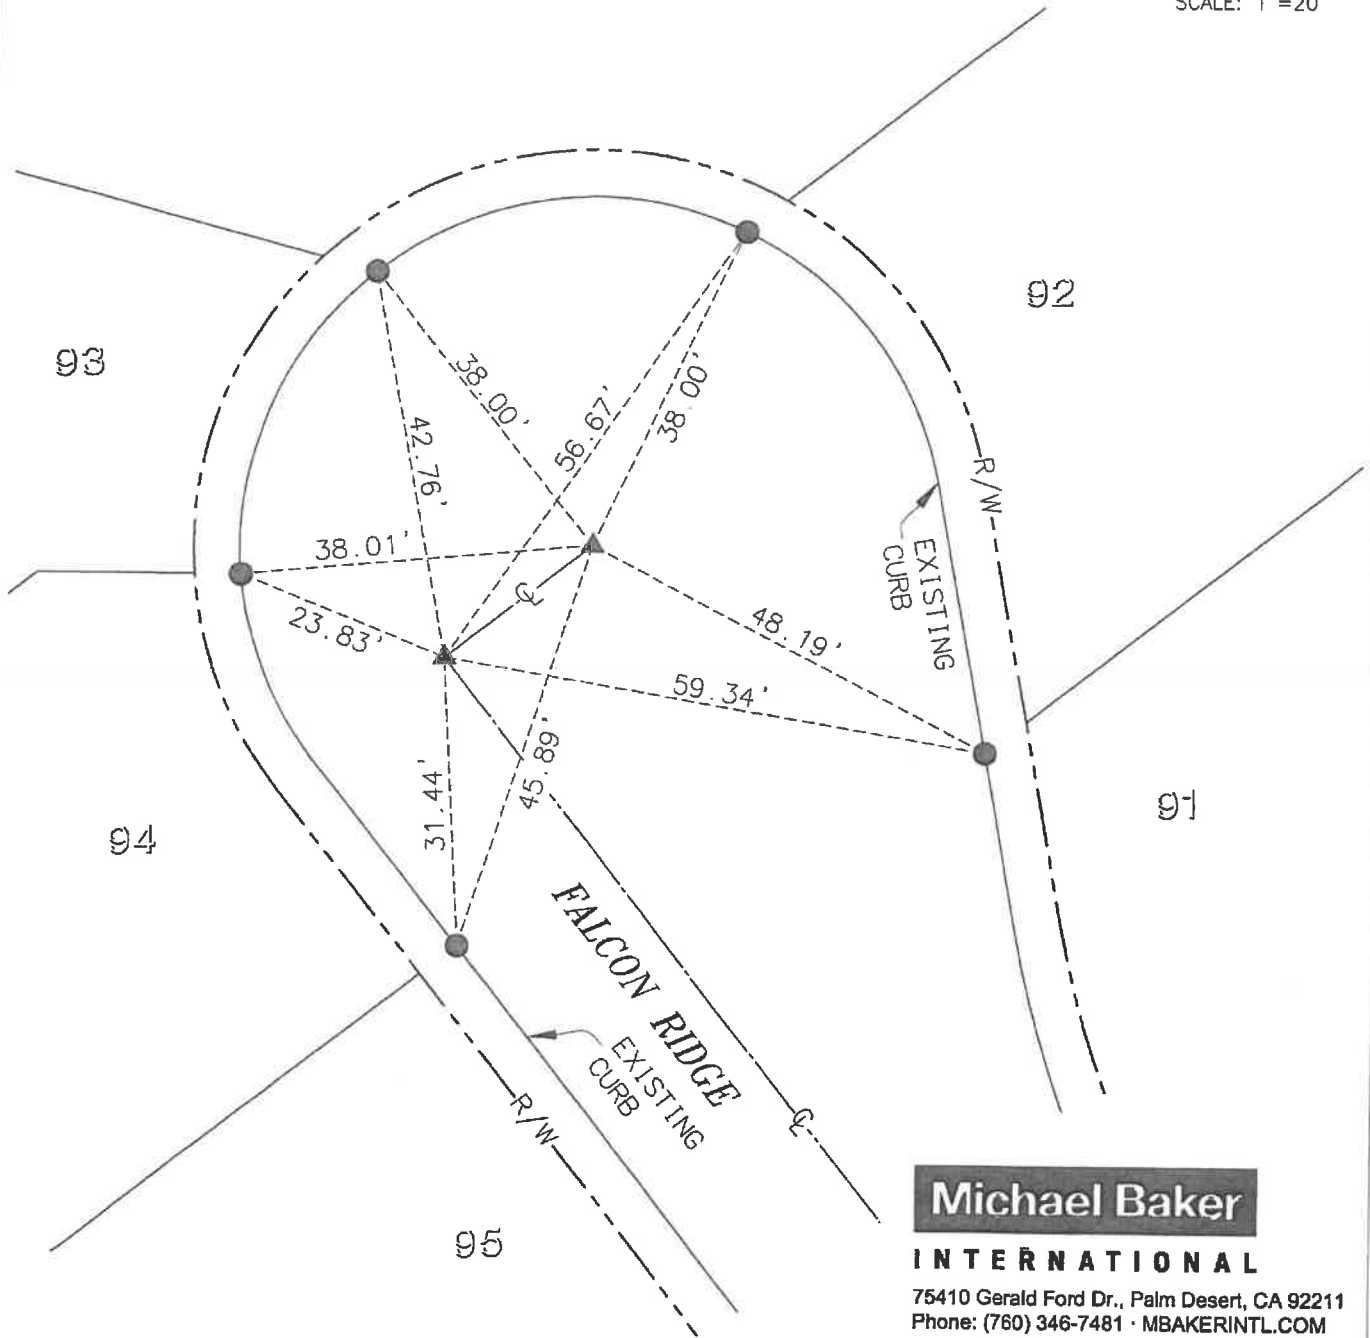 SCALE: 1"=20'
92
93
38.00'
56.67'
38.00'
42.76'
R/W
38.01'
EXISTING
CURB
℄
23.83'
48.19'
59.34'
45.89'
31.44'
91
94
FALCON RIDGE
EXISTING
CURB
R/W
℄
95
Michael Baker
INTERNATIONAL
75410 Gerald Ford Dr., Palm Desert, CA 92211
Phone: (760) 346-7481 · MBAKERINTL.COM